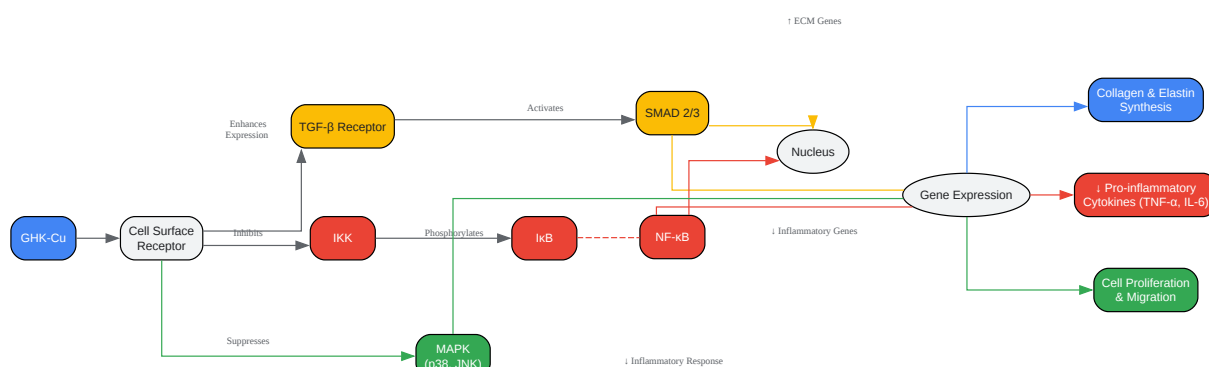 ↑ ECM Genes
Collagen & Elastin
Synthesis
Activates
Enhances
Expression
TGF-β Receptor
SMAD 2/3
Nucleus
↓ Pro-inflammatory
Cytokines (TNF-α, IL-6)
Gene Expression
GHK-Cu
Cell Surface
Receptor
Inhibits
IKK
Phosphorylates
IκB
NF-κB
↓ Inflammatory Genes
Cell Proliferation
& Migration
Suppresses
MAPK
(p38, JNK)
↓ Inflammatory Response